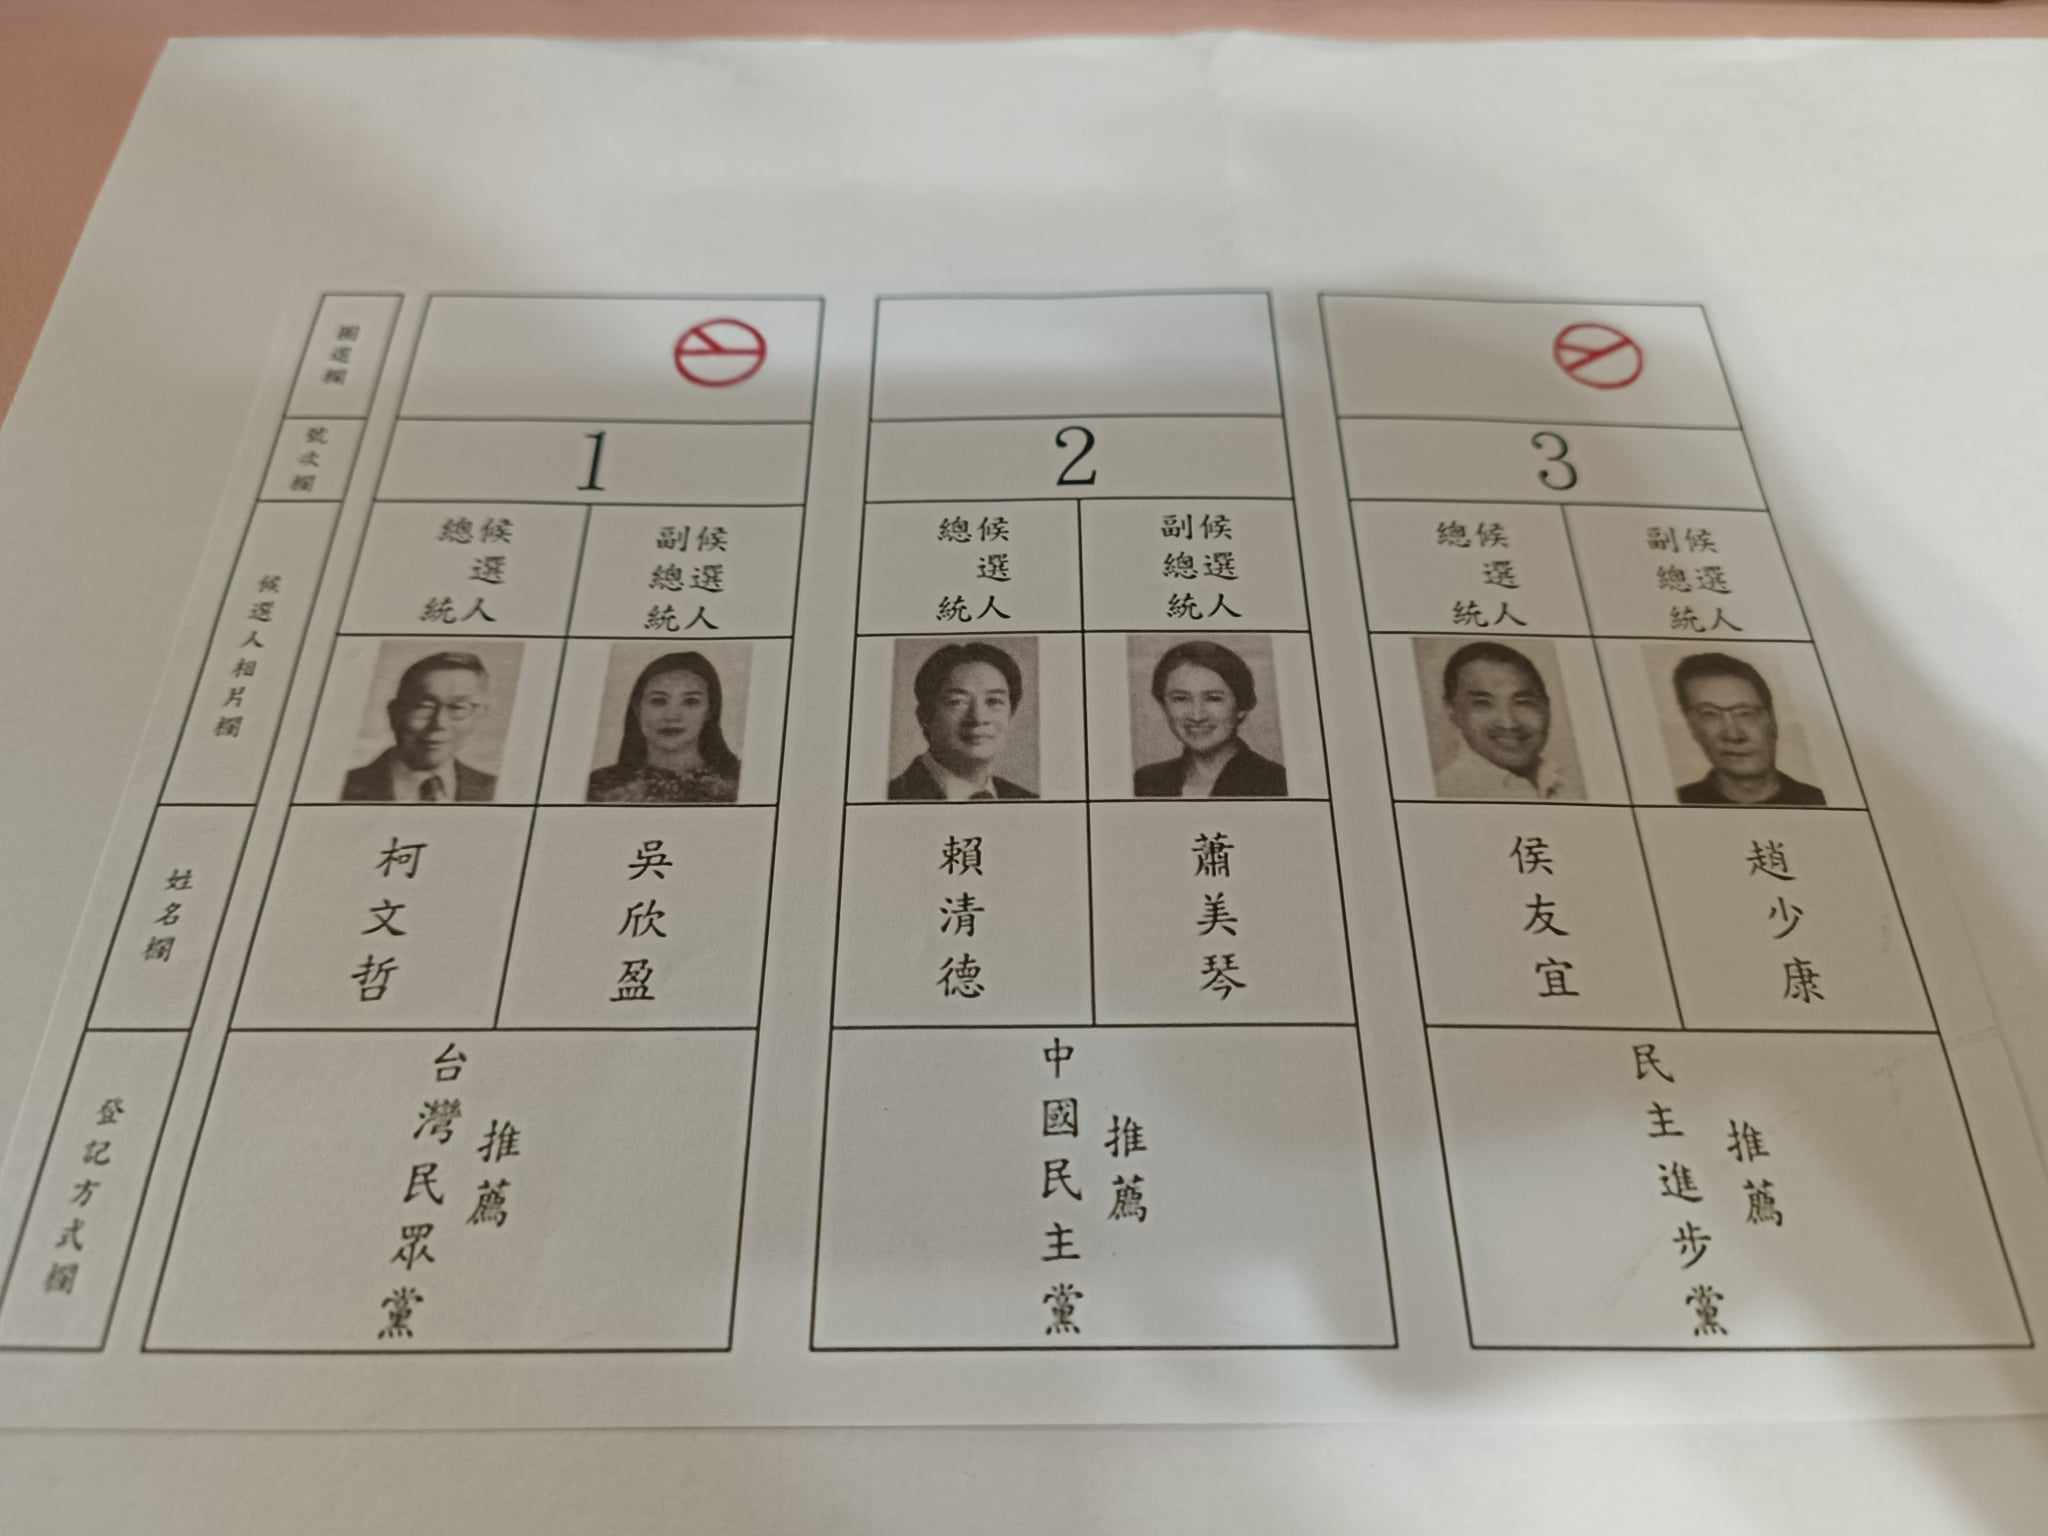 圈選欄
號次欄
候選人相片欄
姓名欄
登記方式欄
1
總統
候選人
副總統
候選人
柯文哲
吳欣盈
台灣民眾黨
推薦
2
總統
候選人
副總統
候選人
賴清德
蕭美琴
中國民主黨
推薦
3
總統
候選人
副總統
候選人
侯友宜
趙少康
民主進步黨
推薦